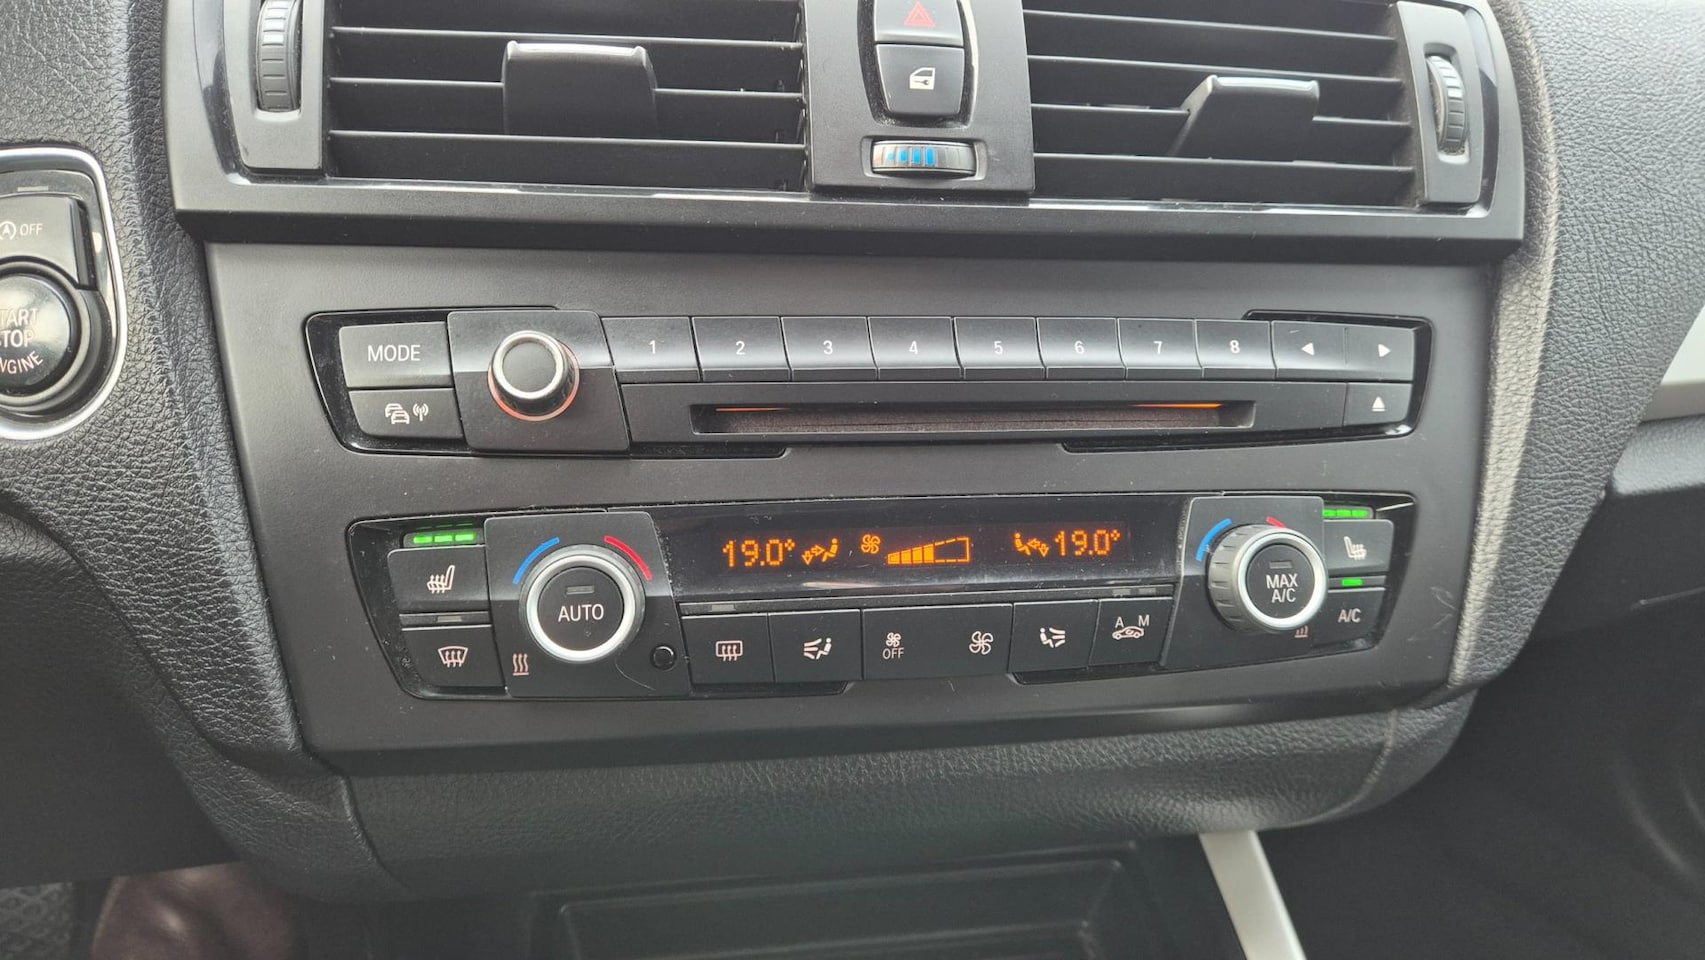 OFF
START
STOP
ENGINE
MODE
1 2 3 4 5 6 7 8
19.0° 19.0°
AUTO
MAX
A/C
A/C
OFF
A M